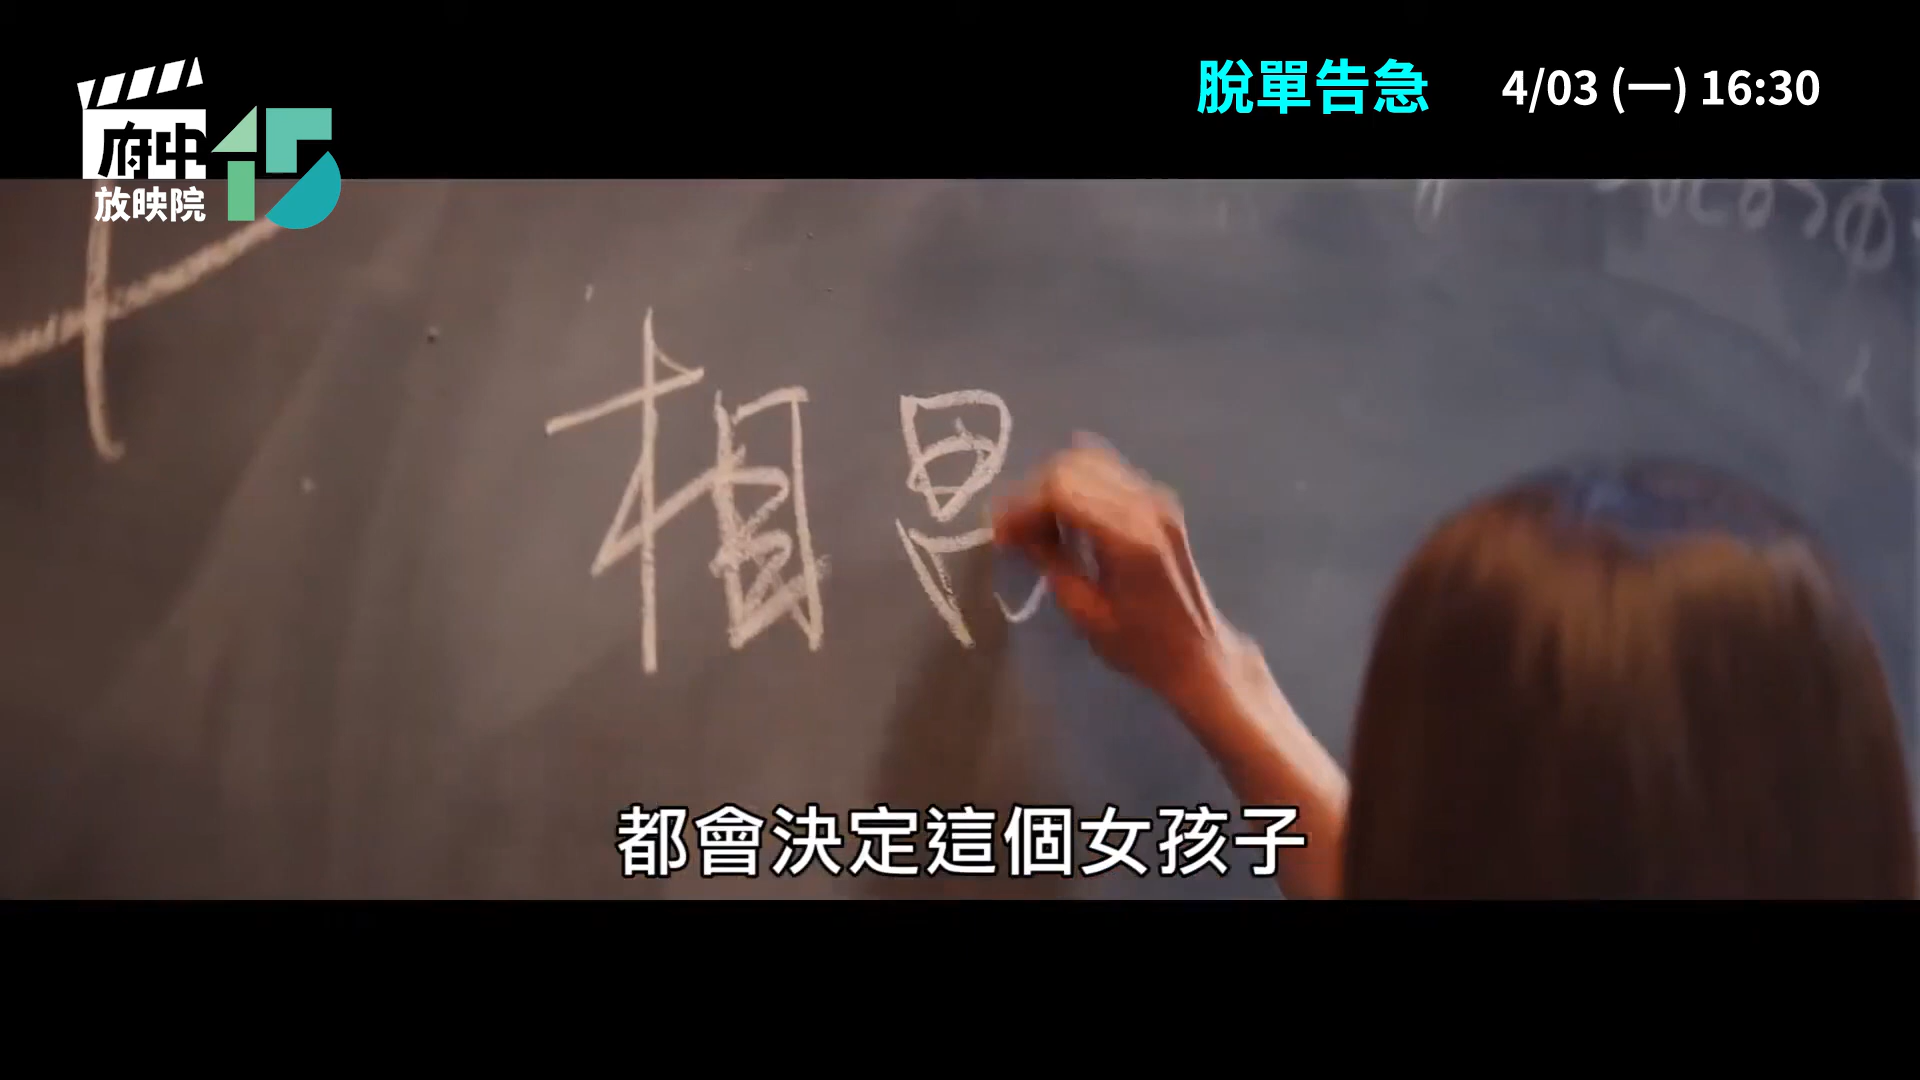 脫單告急 4/03 (一) 16:30
府中 15
放映院
相思
都會決定這個女孩子